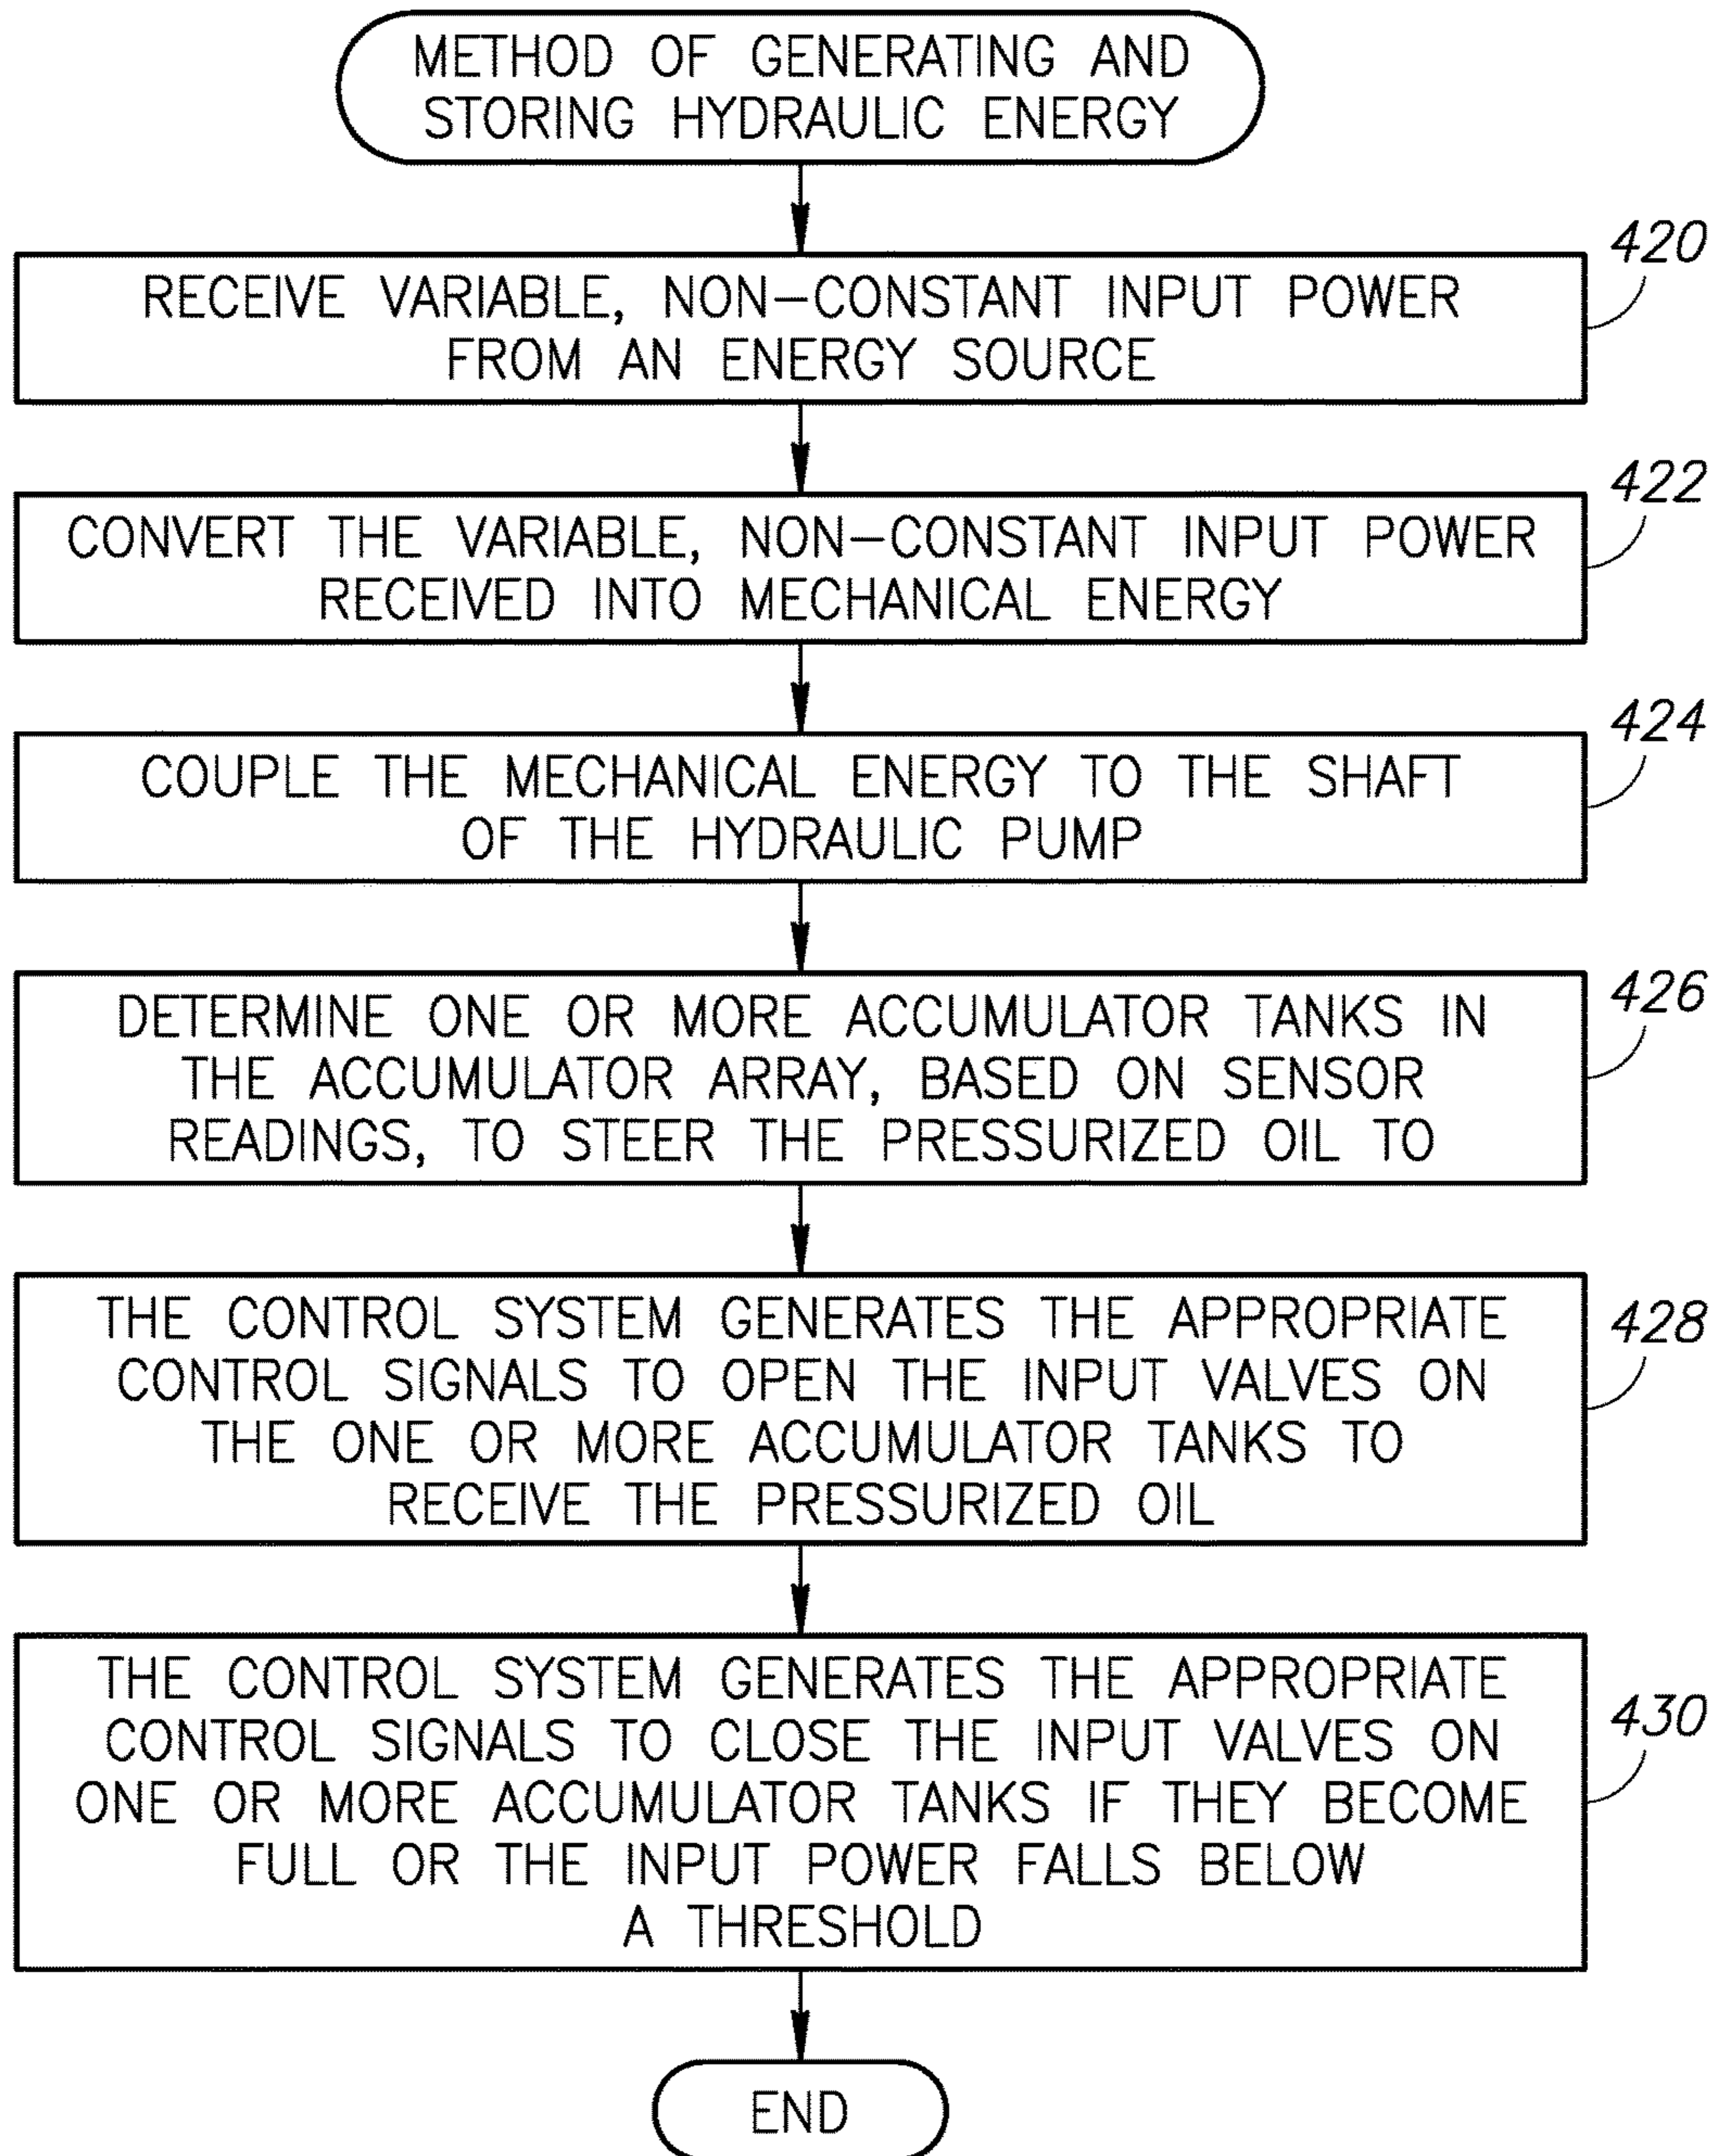 METHOD OF GENERATING AND
STORING HYDRAULIC ENERGY
420
RECEIVE VARIABLE, NON–CONSTANT INPUT POWER
FROM AN ENERGY SOURCE
422
CONVERT THE VARIABLE, NON–CONSTANT INPUT POWER
RECEIVED INTO MECHANICAL ENERGY
424
COUPLE THE MECHANICAL ENERGY TO THE SHAFT
OF THE HYDRAULIC PUMP
426
DETERMINE ONE OR MORE ACCUMULATOR TANKS IN
THE ACCUMULATOR ARRAY, BASED ON SENSOR
READINGS, TO STEER THE PRESSURIZED OIL TO
428
THE CONTROL SYSTEM GENERATES THE APPROPRIATE
CONTROL SIGNALS TO OPEN THE INPUT VALVES ON
THE ONE OR MORE ACCUMULATOR TANKS TO
RECEIVE THE PRESSURIZED OIL
430
THE CONTROL SYSTEM GENERATES THE APPROPRIATE
CONTROL SIGNALS TO CLOSE THE INPUT VALVES ON
ONE OR MORE ACCUMULATOR TANKS IF THEY BECOME
FULL OR THE INPUT POWER FALLS BELOW
A THRESHOLD
END